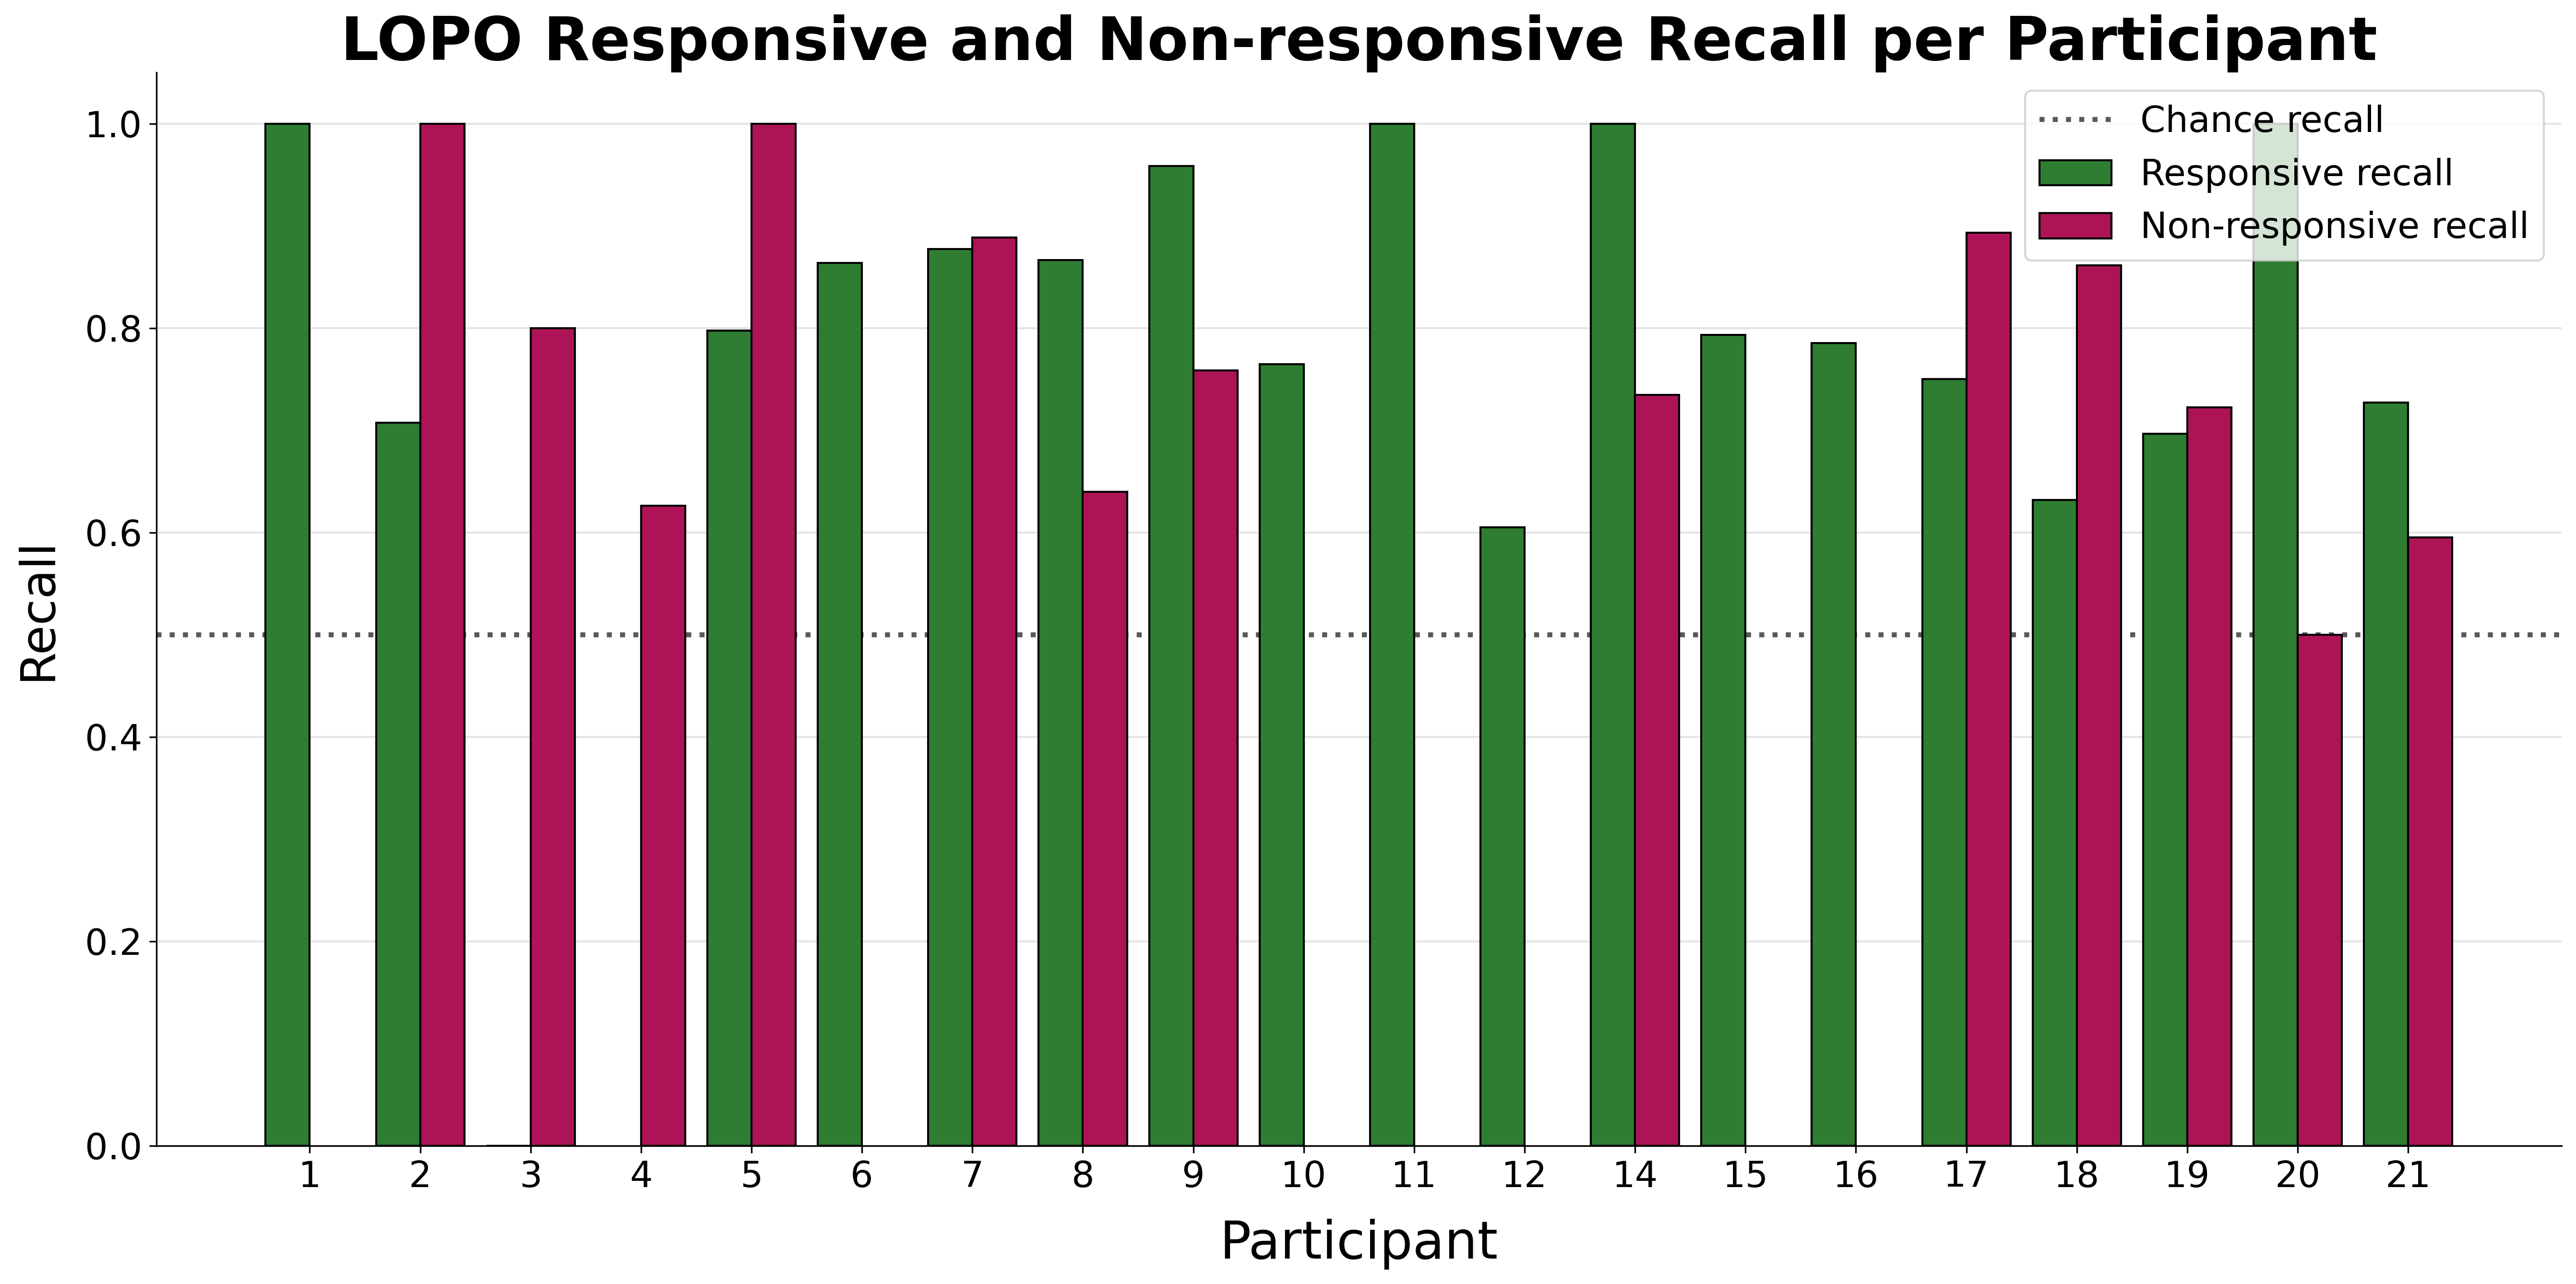 LOPO Responsive and Non-responsive Recall per Participant
Chance recall
Responsive recall
Non-responsive recall
Recall
1.0
0.8
0.6
0.4
0.2
0.0
1 2 3 4 5 6 7 8 9 10 11 12 14 15 16 17 18 19 20 21
Participant